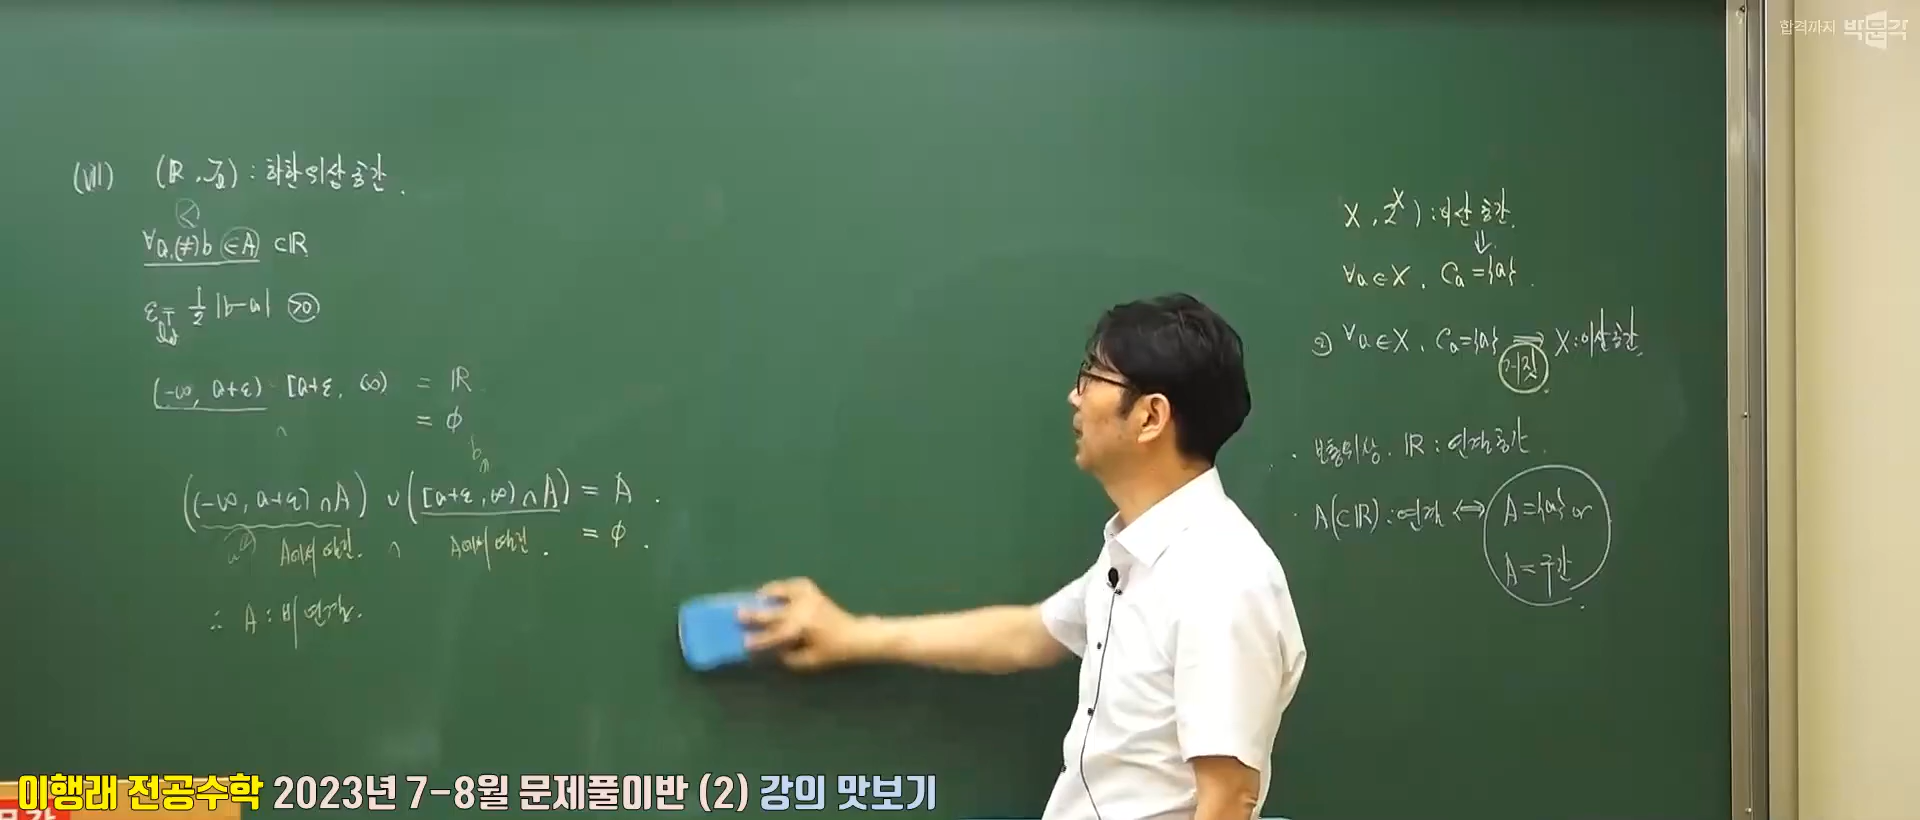 합격까지 박문각
(Ⅶ) (ℝ, 𝒯) : 하한위상공간.
<
∀a, (≠) b ∈ A ⊂ ℝ
ε = ½ |b-a| >0
let
(-∞, a+ε) [a+ε, ∞) = ℝ.
∩ = ϕ
b
((-∞, a+ε) ∩ A) ∪ ([a+ε, ∞) ∩ A) = A.
A에서 열린. ∩ A에서 열린. = ϕ.
∴ A : 비연결.
X, 2^X) : 이산공간.
⇓
∀a ∈ X, Cₐ = {a}.
2) ∀a ∈ X, Cₐ = {a} ⟹ X : 이산공간.
거짓
· 보통위상. ℝ : 연결공간.
· A(⊂ℝ) : 연결 ⟺ A = {a} or
A = 구간
이행래 전공수학 2023년 7-8월 문제풀이반 (2) 강의 맛보기